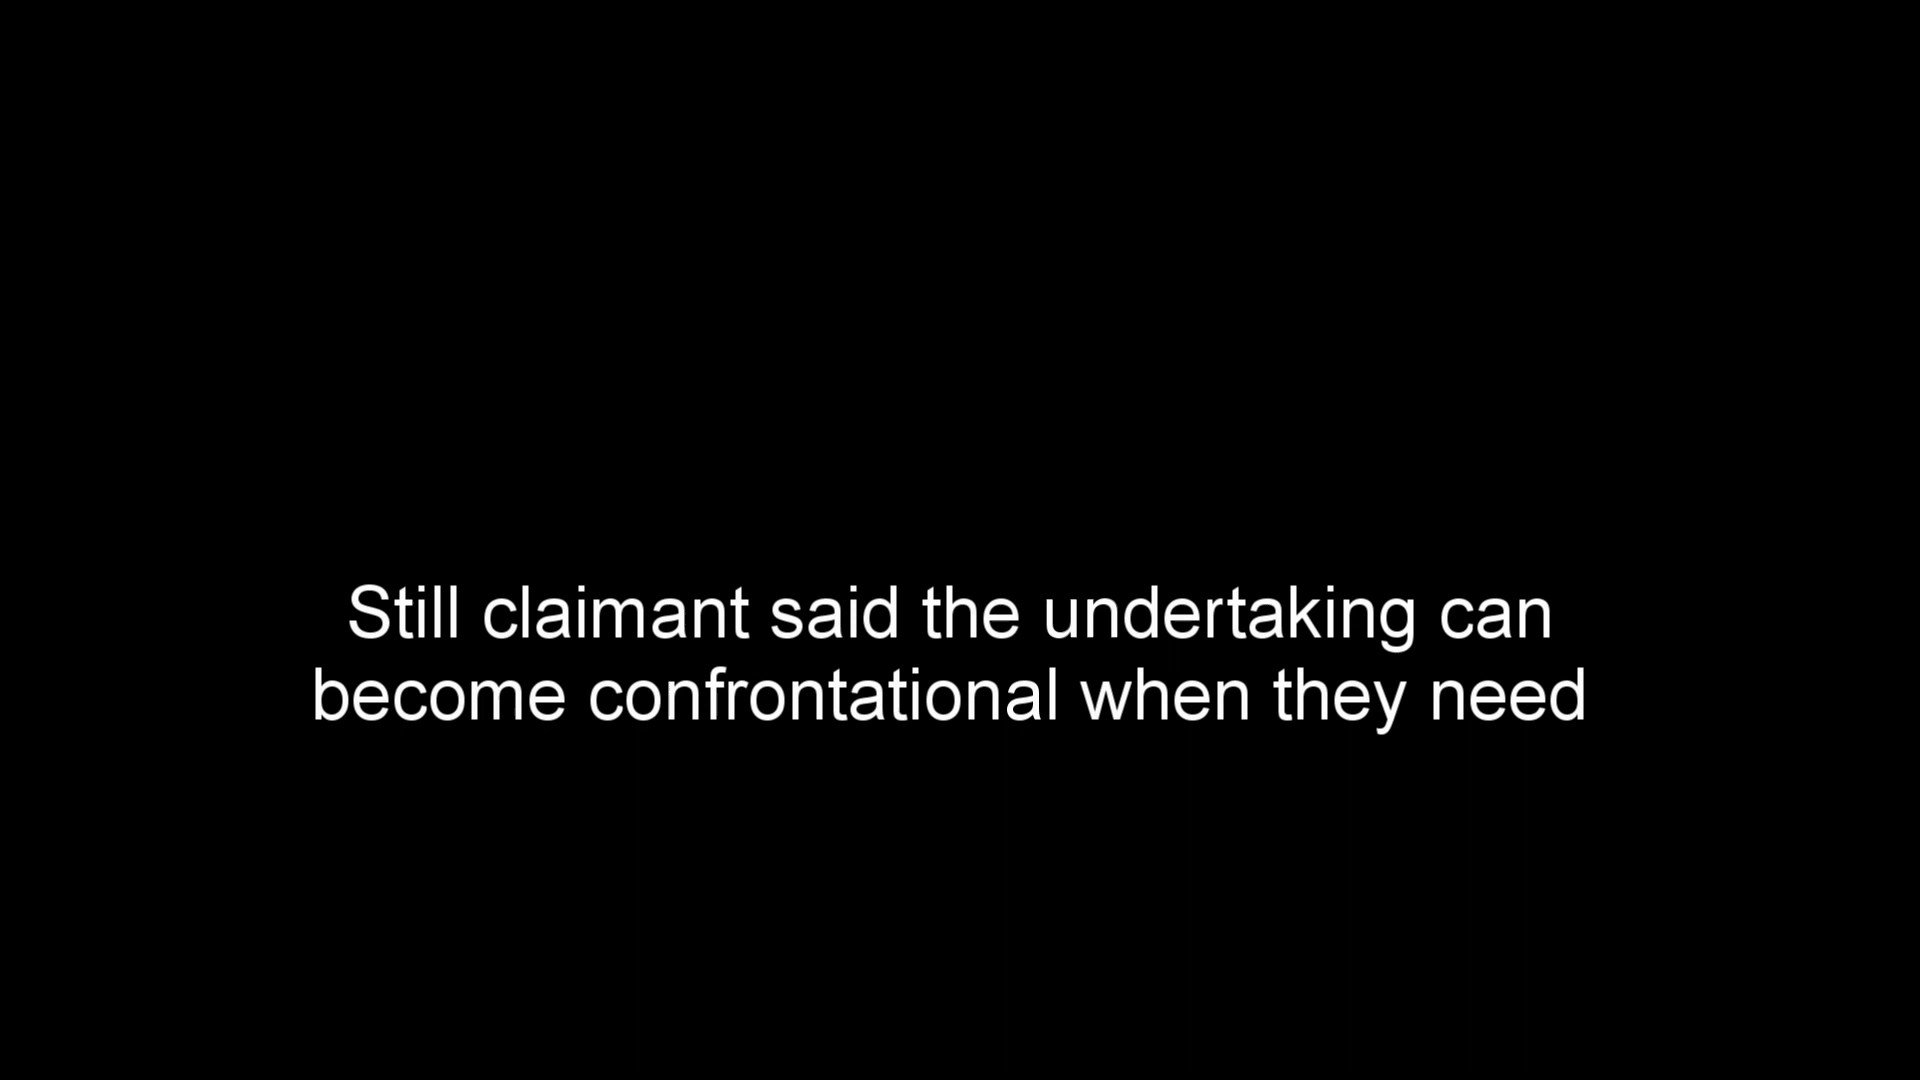 Still claimant said the undertaking can
become confrontational when they need